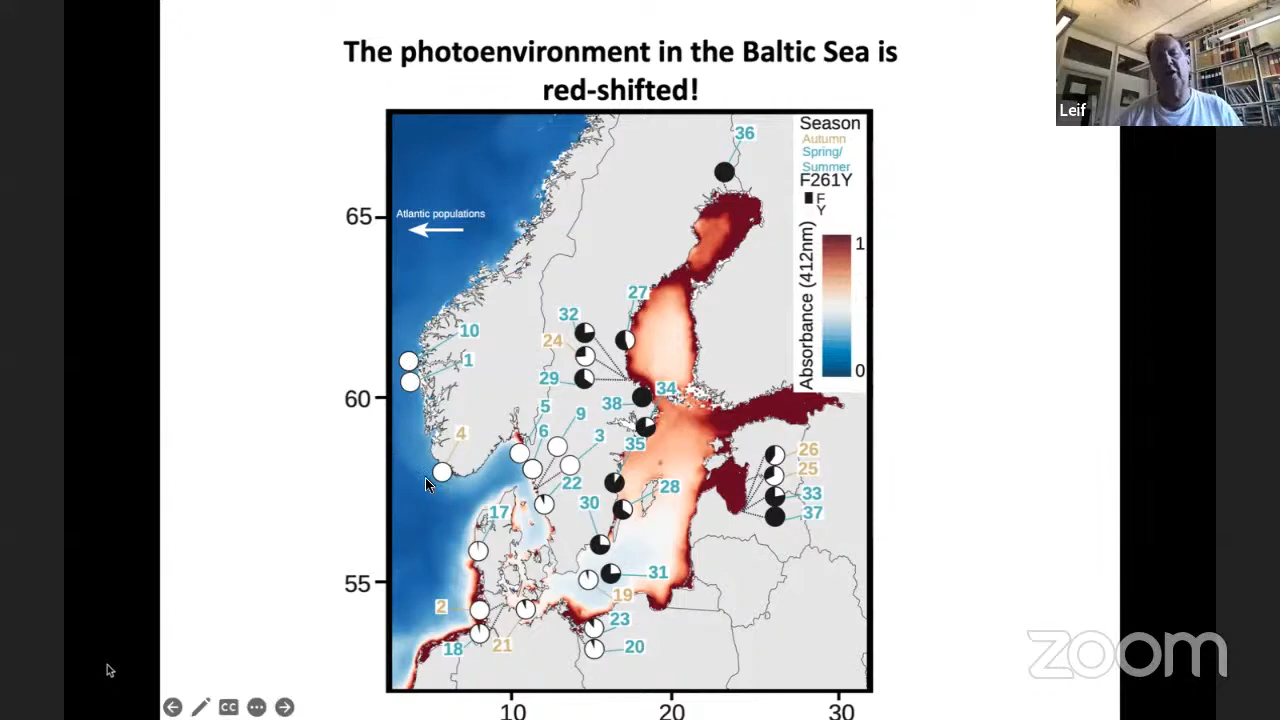 The photoenvironment in the Baltic Sea is
red-shifted!
Leif
Season
Autumn
Spring/
Summer
F261Y
F
Y
Absorbance (412nm)
1
0
Atlantic populations
65
60
55
10
20
30
36
27
32
24
29
10
1
34
38
35
5
6
9
3
4
22
28
30
17
26
25
33
37
31
19
2
23
18
21
20
CC
zoom